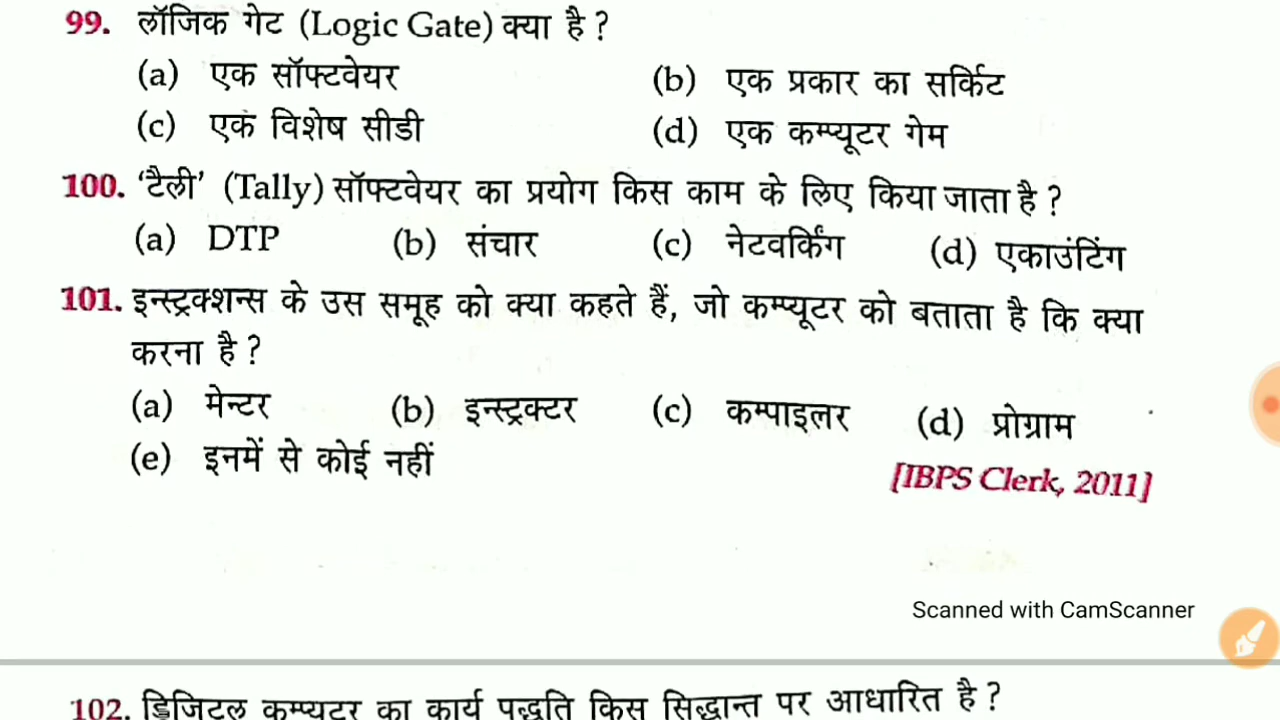 99. लॉजिक गेट (Logic Gate) क्या है ?
(a) एक सॉफ्टवेयर (b) एक प्रकार का सर्किट
(c) एक विशेष सीडी (d) एक कम्प्यूटर गेम
100. ‘टैली’ (Tally) सॉफ्टवेयर का प्रयोग किस काम के लिए किया जाता है ?
(a) DTP (b) संचार (c) नेटवर्किंग (d) एकाउंटिंग
101. इन्स्ट्रक्शन्स के उस समूह को क्या कहते हैं, जो कम्प्यूटर को बताता है कि क्या
करना है ?
(a) मेन्टर (b) इन्स्ट्रक्टर (c) कम्पाइलर (d) प्रोग्राम
(e) इनमें से कोई नहीं [IBPS Clerk, 2011]
Scanned with CamScanner
102. डिजिटल कम्प्यूटर का कार्य पद्धति किस सिद्धान्त पर आधारित है ?